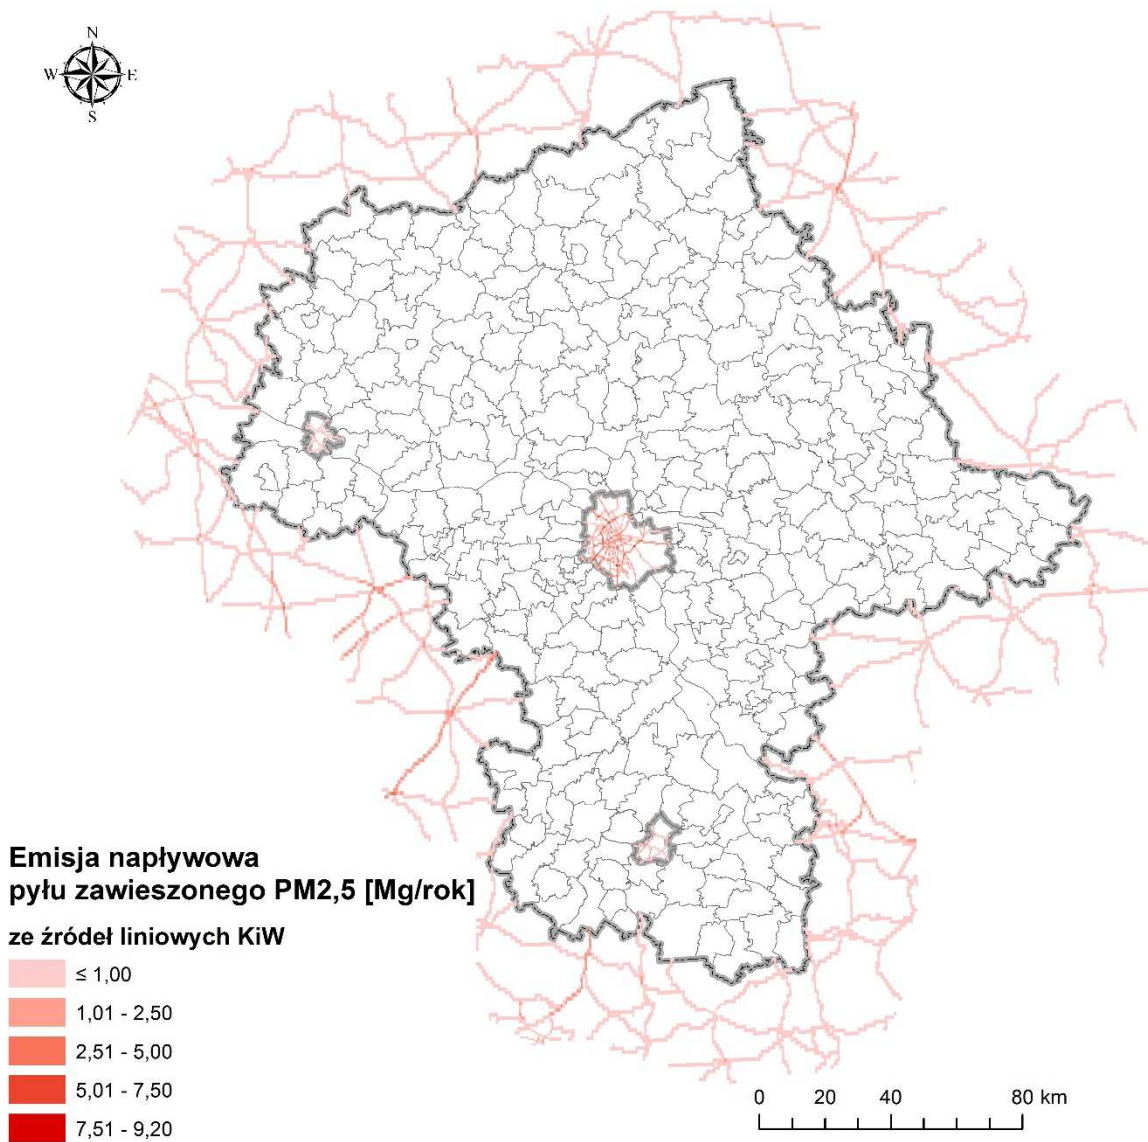 N
W E
S
Emisja napływowa
pyłu zawieszonego PM2,5 [Mg/rok]
ze źródeł liniowych KiW
≤ 1,00
1,01 - 2,50
2,51 - 5,00
5,01 - 7,50
7,51 - 9,20
0 20 40 80 km